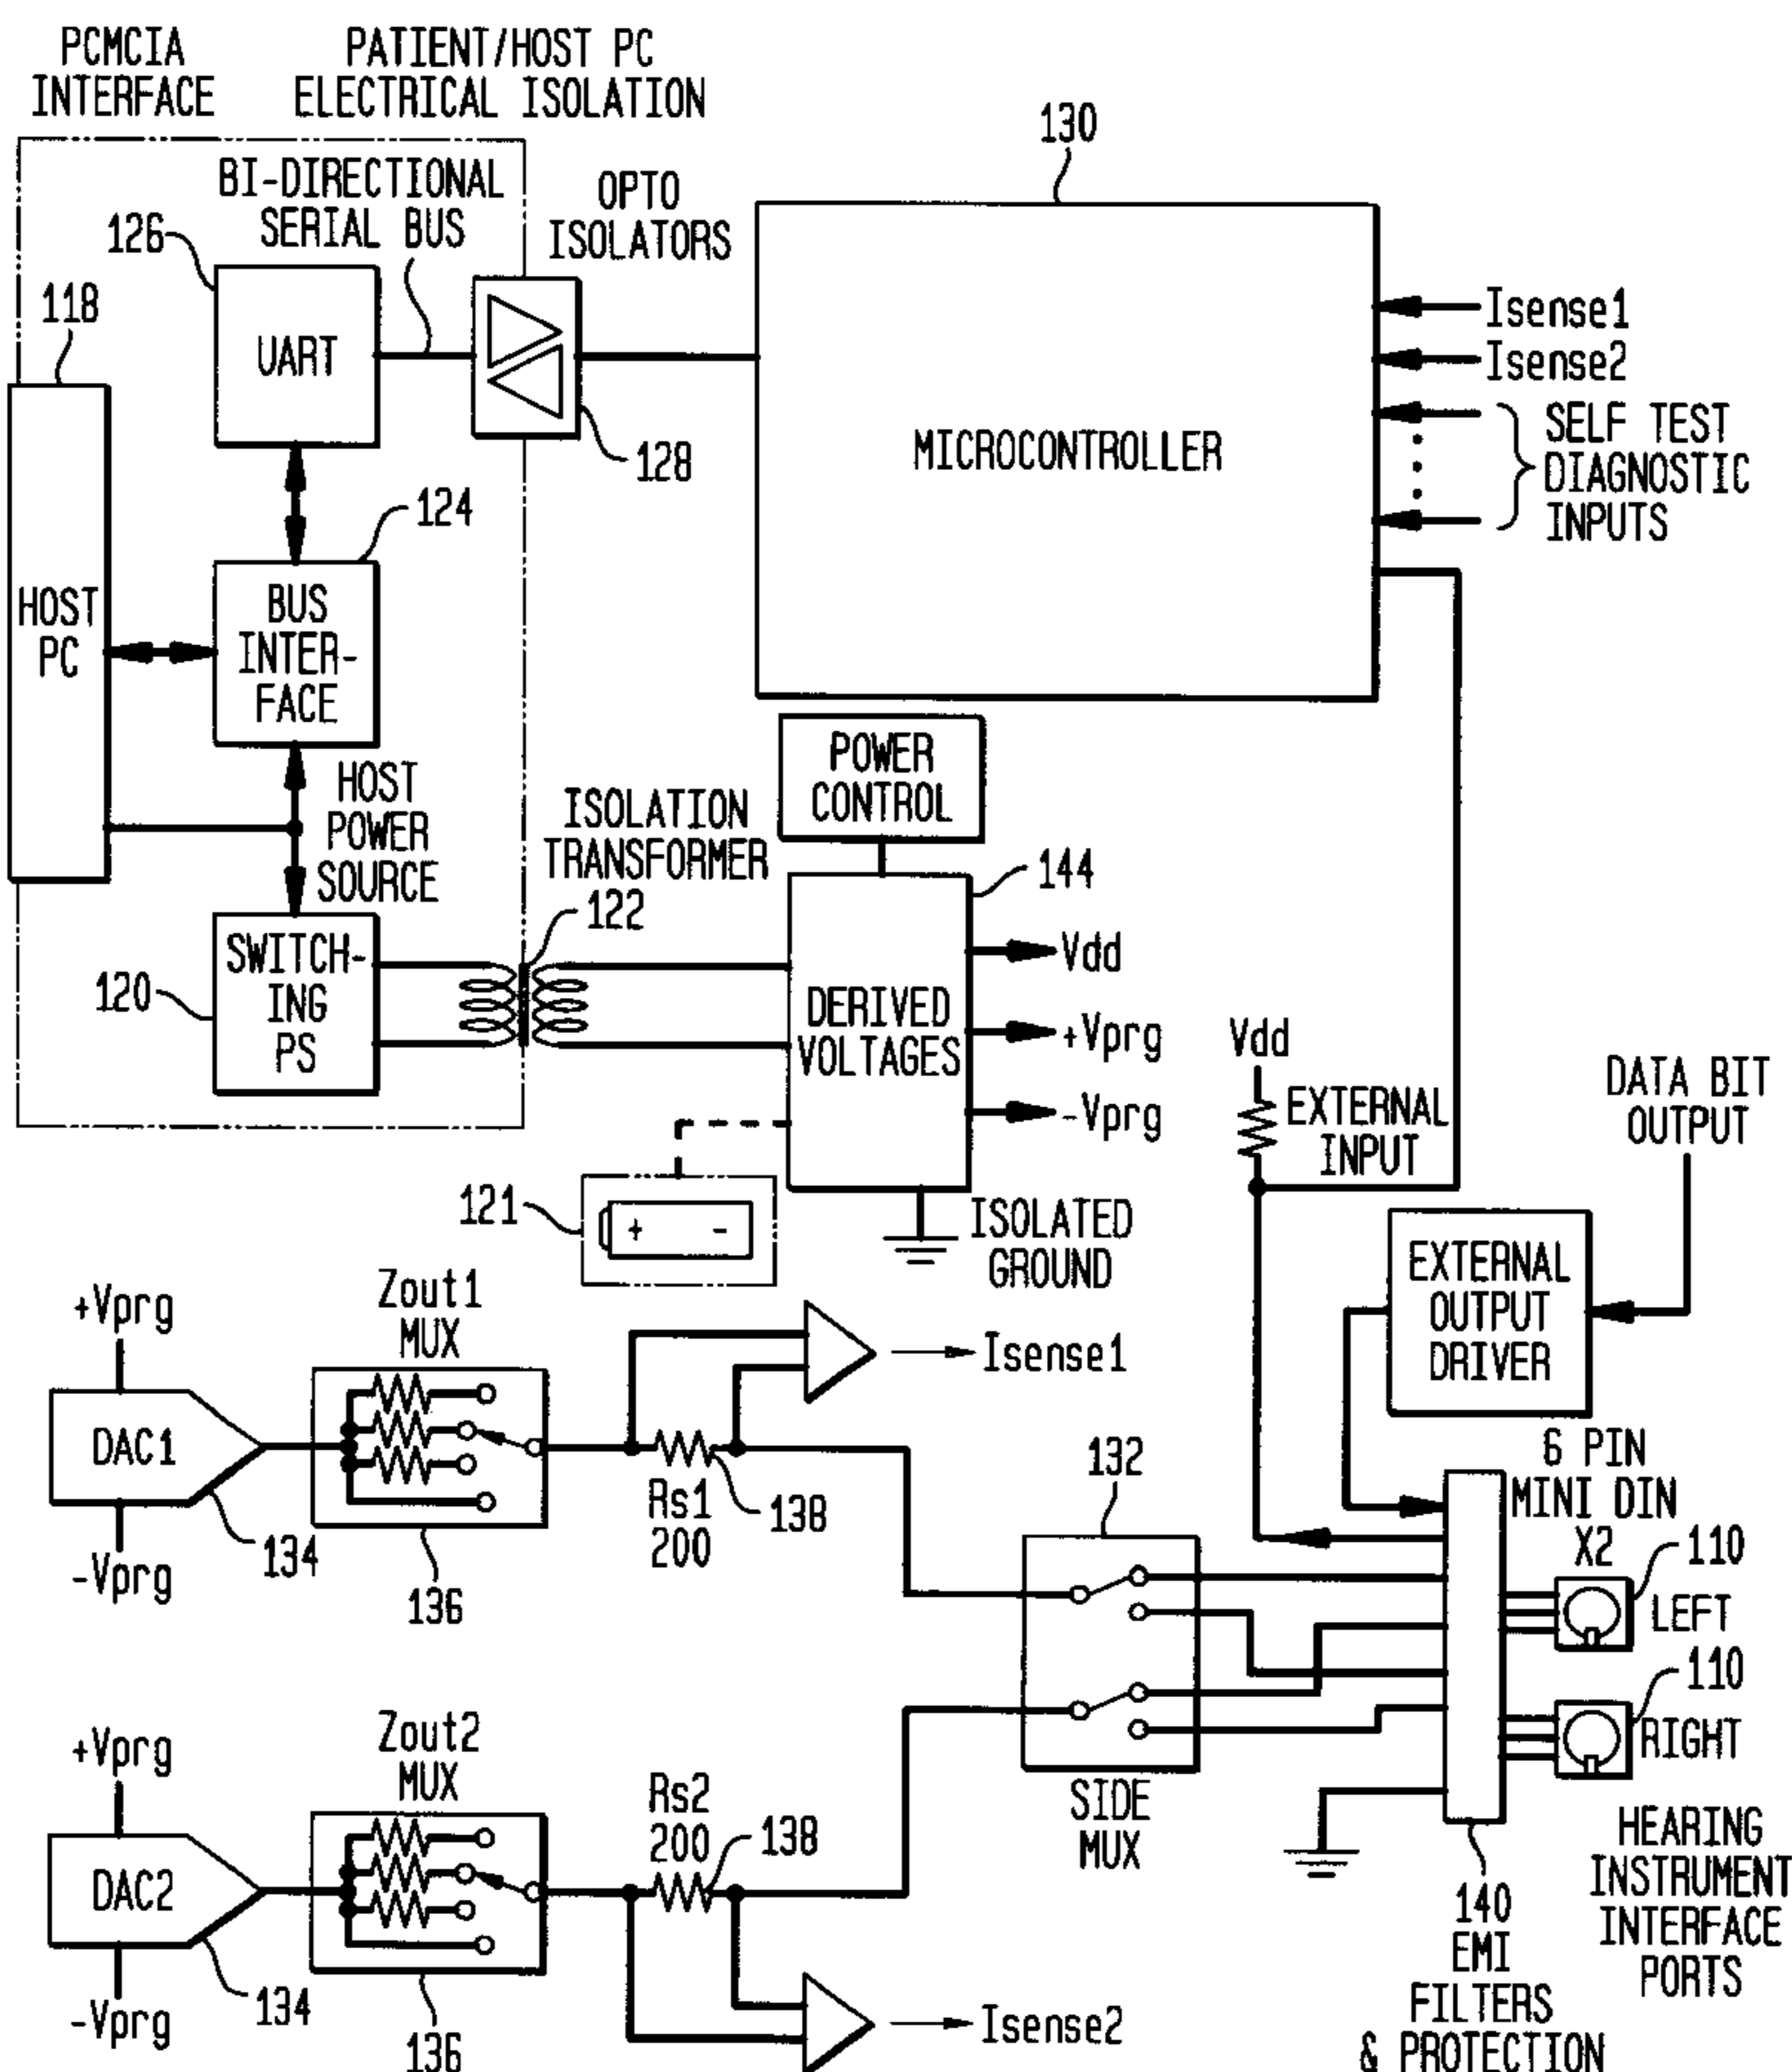 PCMCIA
INTERFACE
PATIENT/HOST PC
ELECTRICAL ISOLATION
130
BI-DIRECTIONAL
SERIAL BUS
OPTO
ISOLATORS
126
118
UART
128
MICROCONTROLLER
Isense1
Isense2
SELF TEST
DIAGNOSTIC
INPUTS
124
HOST
PC
BUS
INTER-
FACE
HOST
POWER
SOURCE
POWER
CONTROL
ISOLATION
TRANSFORMER
122
144
SWITCH-
ING
PS
120
DERIVED
VOLTAGES
Vdd
+Vprg
-Vprg
Vdd
EXTERNAL
INPUT
DATA BIT
OUTPUT
121
+ -
ISOLATED
GROUND
EXTERNAL
OUTPUT
DRIVER
+Vprg
Zout1
MUX
Isense1
DAC1
-Vprg
134
136
Rs1
200
138
132
6 PIN
MINI DIN
X2
110
LEFT
110
RIGHT
SIDE
MUX
+Vprg
Zout2
MUX
Rs2
200
138
DAC2
-Vprg
134
136
Isense2
140
EMI
FILTERS
& PROTECTION
HEARING
INSTRUMENT
INTERFACE
PORTS